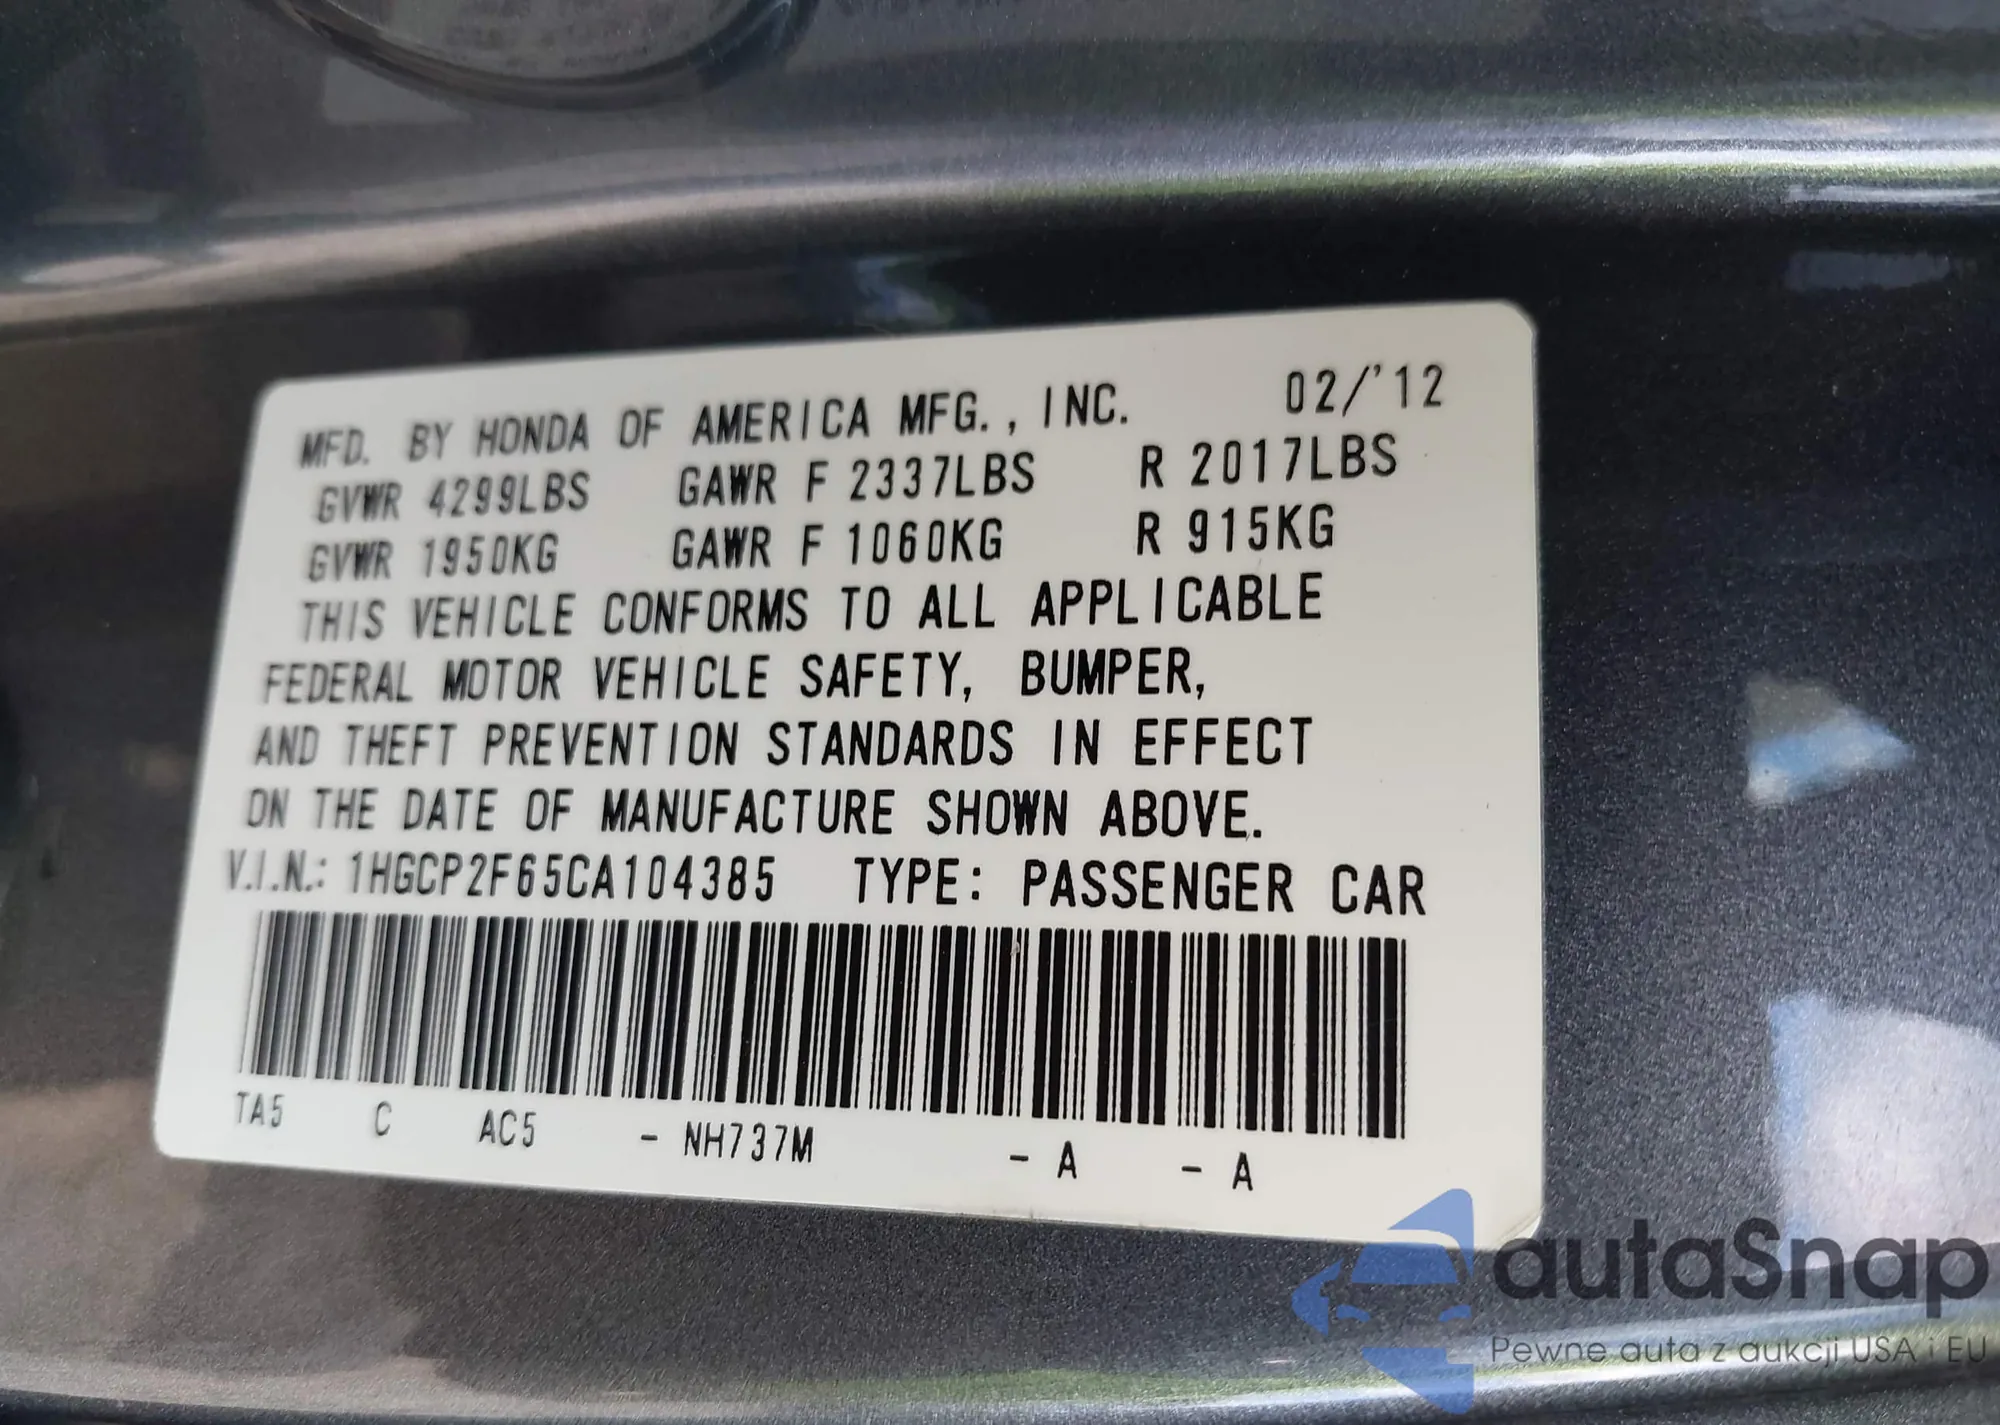 MFD. BY HONDA OF AMERICA MFG., INC. 02/'12
GVWR 4299LBS GAWR F 2337LBS R 2017LBS
GVWR 1950KG GAWR F 1060KG R 915KG
THIS VEHICLE CONFORMS TO ALL APPLICABLE
FEDERAL MOTOR VEHICLE SAFETY, BUMPER,
AND THEFT PREVENTION STANDARDS IN EFFECT
ON THE DATE OF MANUFACTURE SHOWN ABOVE.
V.I.N.: 1HGCP2F65CA104385 TYPE: PASSENGER CAR
TA5 C AC5 - NH737M - A - A
autaSnap
Pewne auta z aukcji USA i EU